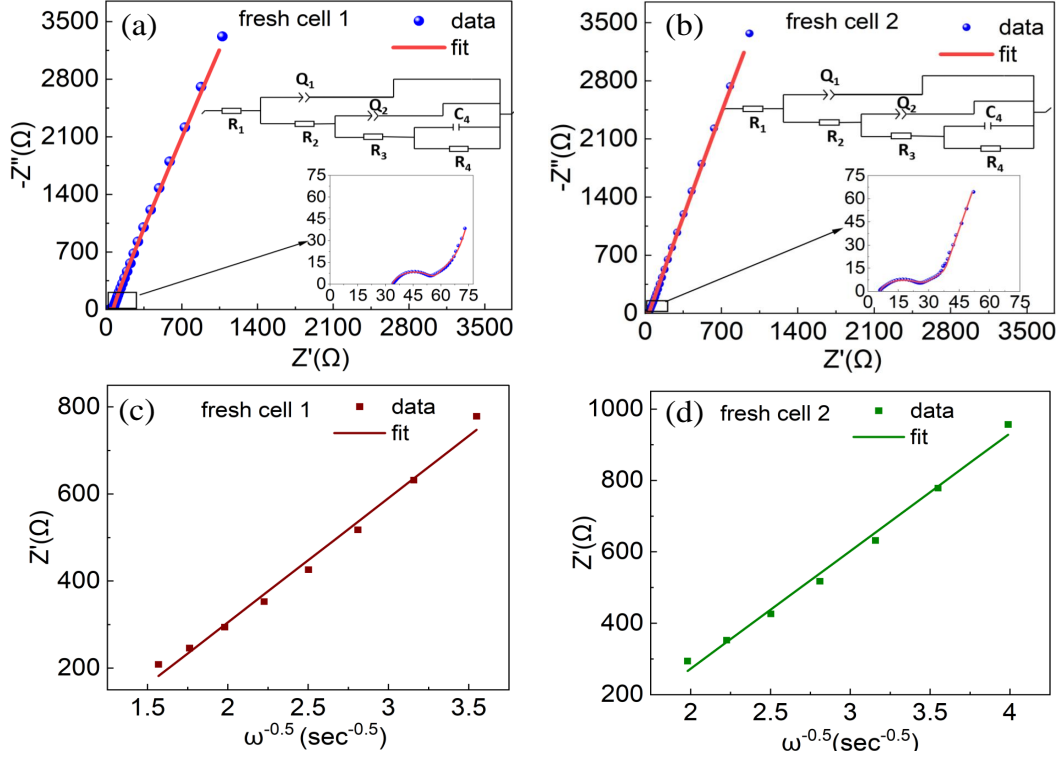 (a)
fresh cell 1
data
fit
Q1
R1
Q2
R2
C4
R3
R4
75
60
45
30
15
0
0 15 30 45 60 75
3500
2800
2100
1400
700
0
-Z''(Ω)
0 700 1400 2100 2800 3500
Z'(Ω)
(b)
fresh cell 2
data
fit
Q1
R1
Q2
R2
C4
R3
R4
75
60
45
30
15
0
0 15 30 45 60 75
3500
2800
2100
1400
700
0
-Z''(Ω)
0 700 1400 2100 2800 3500
Z'(Ω)
(c)
fresh cell 1
data
fit
800
600
400
200
Z'(Ω)
1.5 2 2.5 3 3.5
ω-0.5 (sec-0.5)
(d)
fresh cell 2
data
fit
1000
800
600
400
200
Z'(Ω)
2 2.5 3 3.5 4
ω-0.5(sec-0.5)